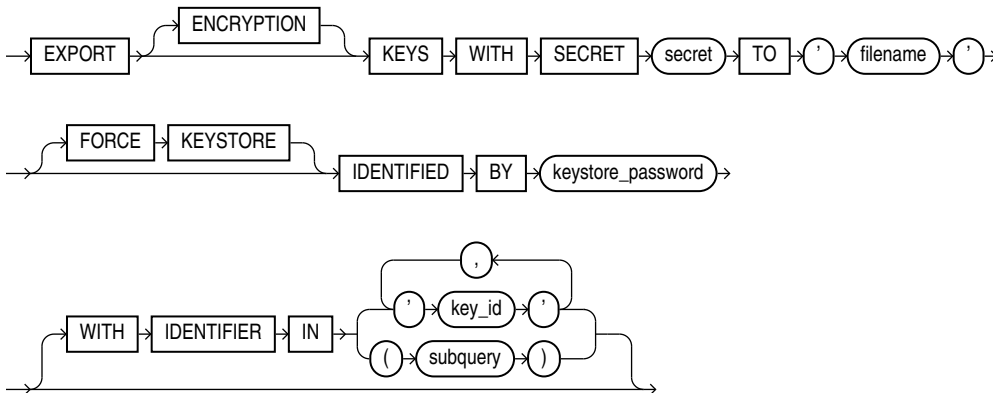 ENCRYPTION
EXPORT KEYS WITH SECRET secret TO ' filename '
FORCE KEYSTORE
IDENTIFIED BY keystore_password
,
' key_id '
WITH IDENTIFIER IN
( subquery )